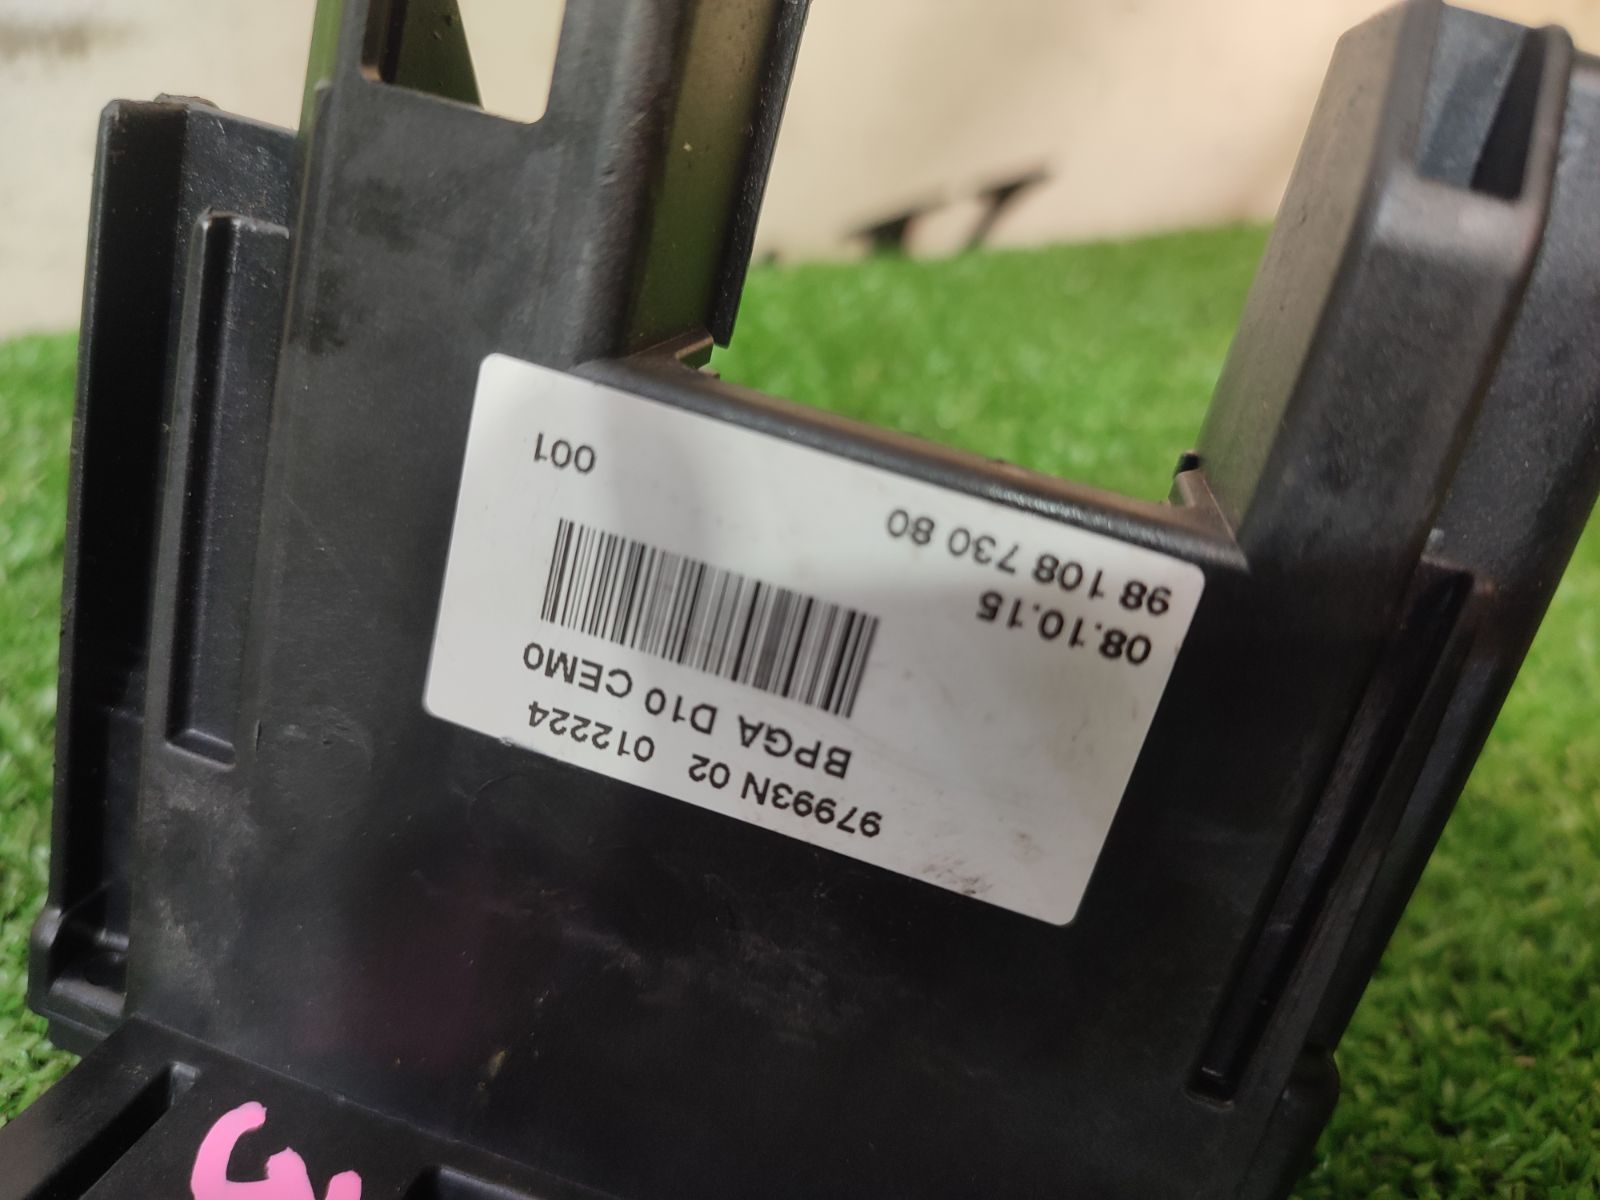 97993N 02 012224
BPGA D10 CEM0
08.10.15
98 108 730 80
001